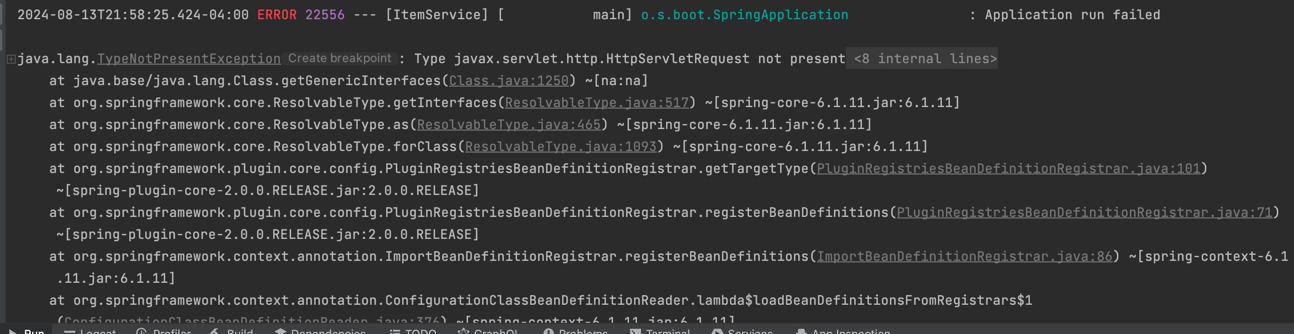 2024-08-13T21:58:25.424-04:00 ERROR 22556 --- [ItemService] [           main] o.s.boot.SpringApplication               : Application run failed
java.lang.TypeNotPresentException Create breakpoint : Type javax.servlet.http.HttpServletRequest not present <8 internal lines>
at java.base/java.lang.Class.getGenericInterfaces(Class.java:1250) ~[na:na]
at org.springframework.core.ResolvableType.getInterfaces(ResolvableType.java:517) ~[spring-core-6.1.11.jar:6.1.11]
at org.springframework.core.ResolvableType.as(ResolvableType.java:465) ~[spring-core-6.1.11.jar:6.1.11]
at org.springframework.core.ResolvableType.forClass(ResolvableType.java:1093) ~[spring-core-6.1.11.jar:6.1.11]
at org.springframework.plugin.core.config.PluginRegistriesBeanDefinitionRegistrar.getTargetType(PluginRegistriesBeanDefinitionRegistrar.java:101)
~[spring-plugin-core-2.0.0.RELEASE.jar:2.0.0.RELEASE]
at org.springframework.plugin.core.config.PluginRegistriesBeanDefinitionRegistrar.registerBeanDefinitions(PluginRegistriesBeanDefinitionRegistrar.java:71)
~[spring-plugin-core-2.0.0.RELEASE.jar:2.0.0.RELEASE]
at org.springframework.context.annotation.ImportBeanDefinitionRegistrar.registerBeanDefinitions(ImportBeanDefinitionRegistrar.java:86) ~[spring-context-6.1
.11.jar:6.1.11]
at org.springframework.context.annotation.ConfigurationClassBeanDefinitionReader.lambda$loadBeanDefinitionsFromRegistrars$1
(ConfigurationClassBeanDefinitionReader.java:376) ~[spring-context-6.1.11.jar:6.1.11]
Run Logcat Profiler Build Dependencies TODO GraphQL Problems Terminal Services App Inspection